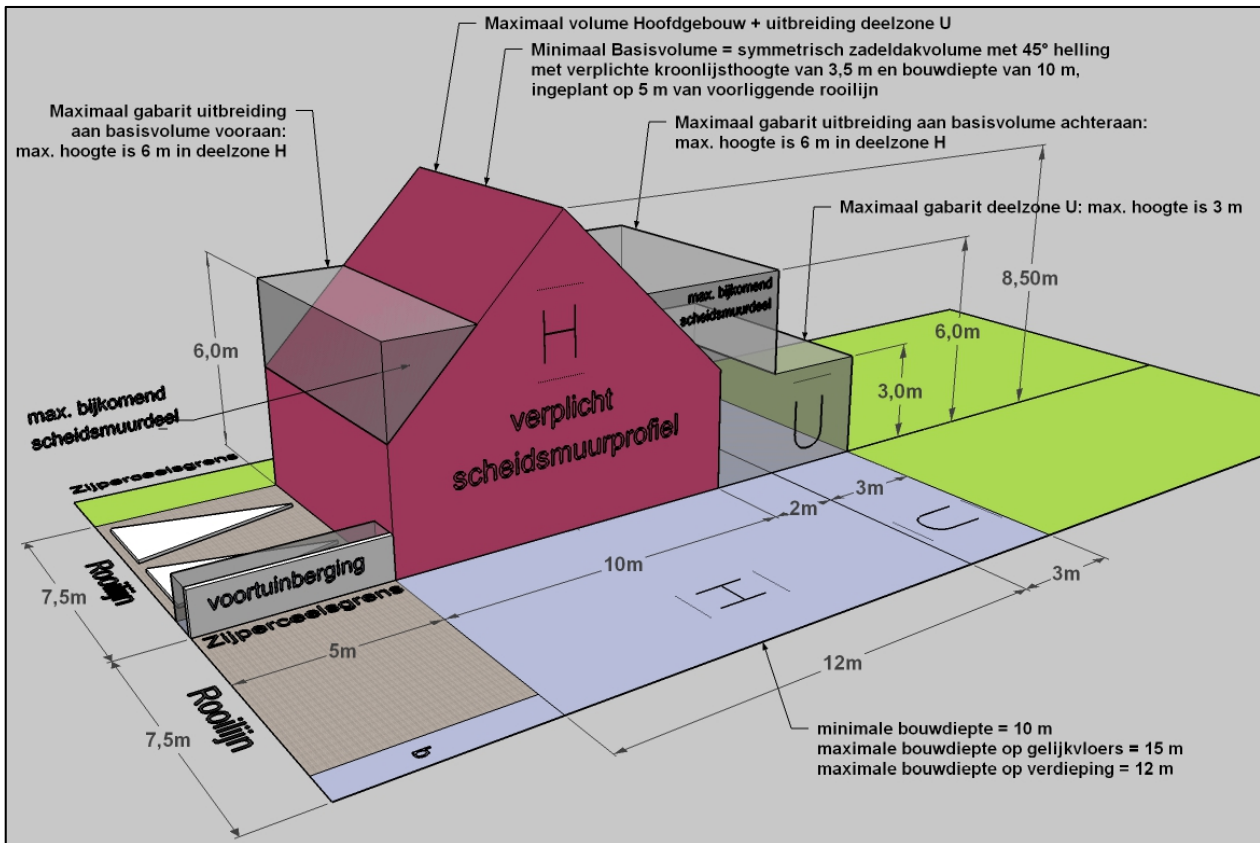 Maximaal volume Hoofdgebouw + uitbreiding deelzone U
Minimaal Basisvolume = symmetrisch zadeldakvolume met 45° helling
met verplichte kroonlijsthoogte van 3,5 m en bouwdiepte van 10 m,
ingeplant op 5 m van voorliggende rooilijn
Maximaal gabarit uitbreiding
aan basisvolume vooraan:
max. hoogte is 6 m in deelzone H
Maximaal gabarit uitbreiding aan basisvolume achteraan:
max. hoogte is 6 m in deelzone H
Maximaal gabarit deelzone U: max. hoogte is 3 m
8,50m
6,0m
3,0m
max. bijkomend
scheidsmuurdeel
6,0m
H
U
verplicht
scheidsmuurprofiel
max. bijkomend
scheidsmuurdeel
Zijperceelsgrens
Rooilijn
7,5m
voortuinberging
Zijperceelsgrens
5m
10m
2m
3m
U
H
3m
12m
Rooilijn
7,5m
b
minimale bouwdiepte = 10 m
maximale bouwdiepte op gelijkvloers = 15 m
maximale bouwdiepte op verdieping = 12 m